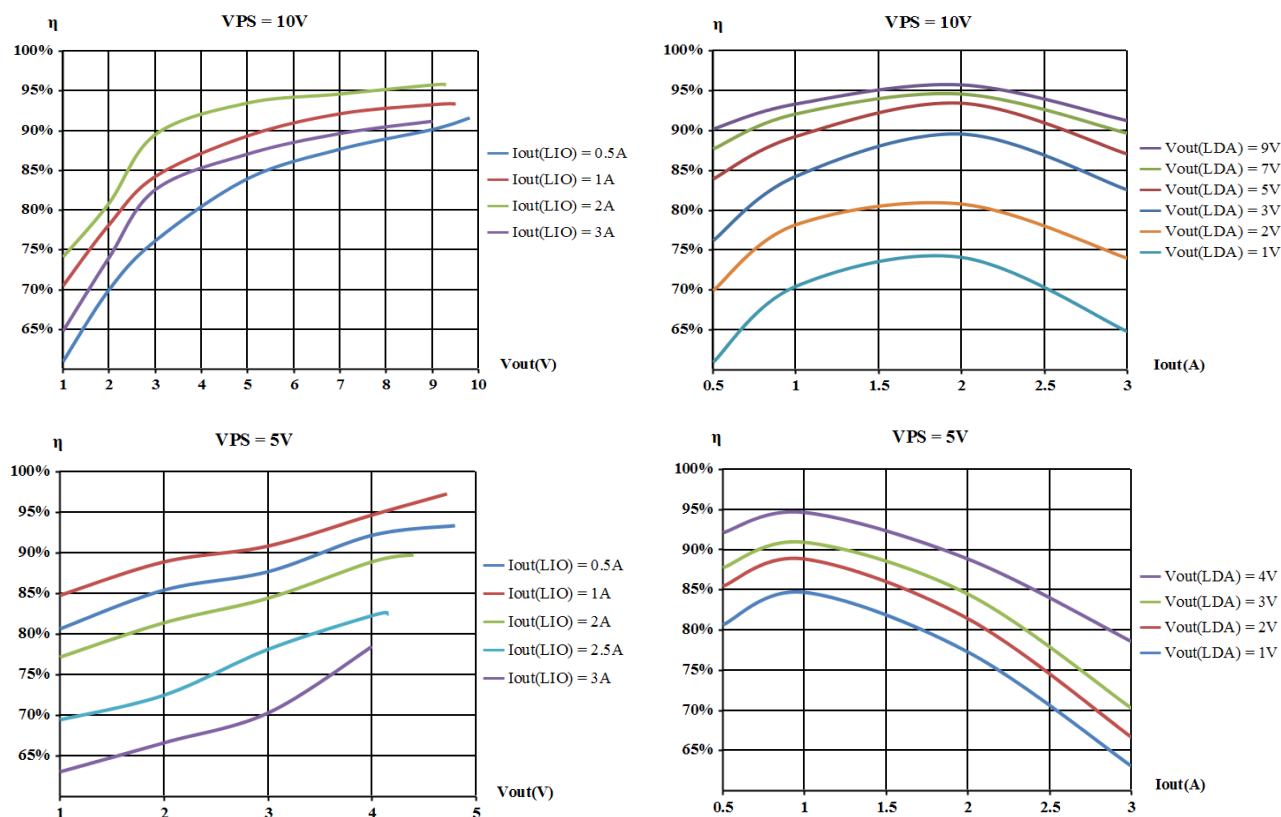 η
VPS = 10V
100%
95%
90%
85%
80%
75%
70%
65%
Vout(V)
1 2 3 4 5 6 7 8 9 10
Iout(LIO) = 0.5A
Iout(LIO) = 1A
Iout(LIO) = 2A
Iout(LIO) = 3A
η
VPS = 10V
100%
95%
90%
85%
80%
75%
70%
65%
Iout(A)
0.5 1 1.5 2 2.5 3
Vout(LDA) = 9V
Vout(LDA) = 7V
Vout(LDA) = 5V
Vout(LDA) = 3V
Vout(LDA) = 2V
Vout(LDA) = 1V
η
VPS = 5V
100%
95%
90%
85%
80%
75%
70%
65%
Vout(V)
1 2 3 4 5
Iout(LIO) = 0.5A
Iout(LIO) = 1A
Iout(LIO) = 2A
Iout(LIO) = 2.5A
Iout(LIO) = 3A
η
VPS = 5V
100%
95%
90%
85%
80%
75%
70%
65%
Iout(A)
0.5 1 1.5 2 2.5 3
Vout(LDA) = 4V
Vout(LDA) = 3V
Vout(LDA) = 2V
Vout(LDA) = 1V